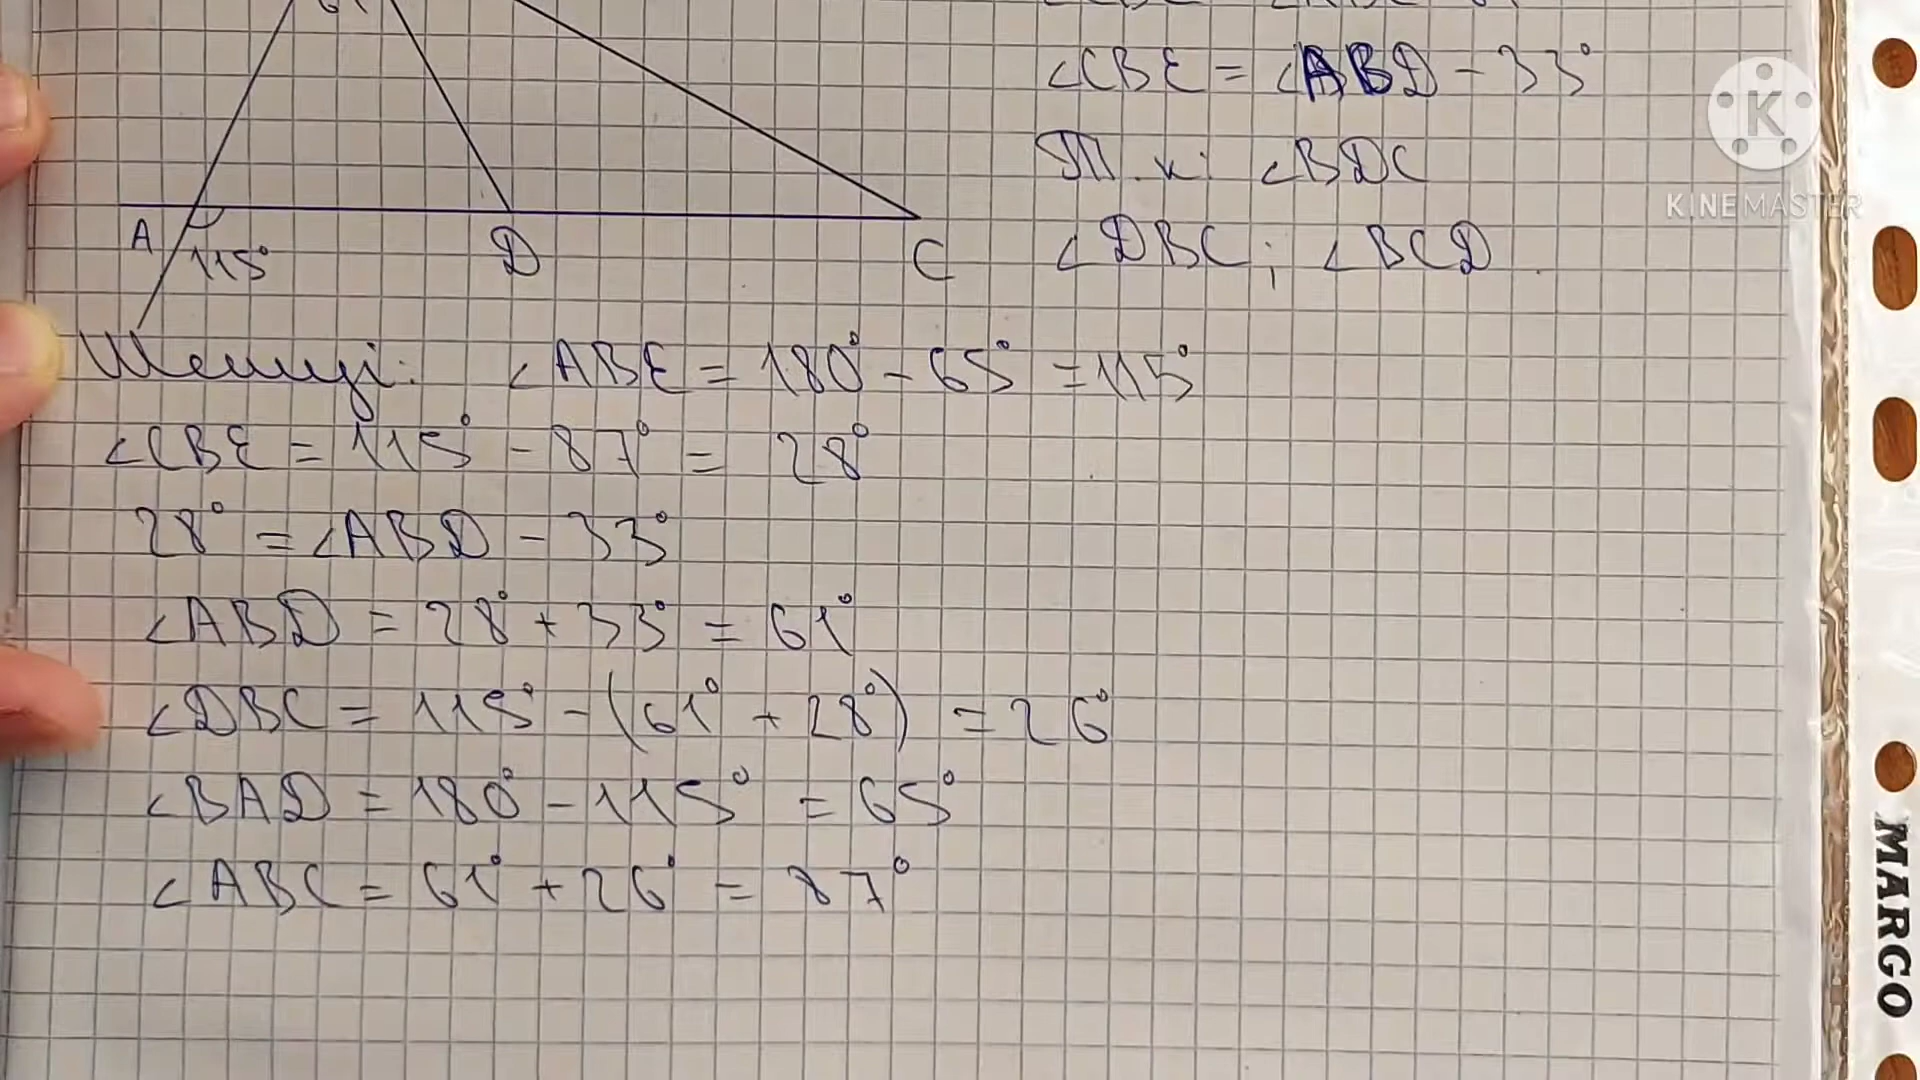 ∠CBE = ∠ABD - 33°
Т.к: ∠BDC
∠DBC; ∠BCD
K
KINEMASTER
A
115°
D
C
Шешуі: ∠ABE = 180° - 65° = 115°
∠CBE = 115° - 87° = 28°
28° = ∠ABD - 33°
∠ABD = 28° + 33° = 61°
∠DBC = 115° - (61° + 28°) = 26°
∠BAD = 180° - 115° = 65°
∠ABC = 61° + 26° = 87°
MARGO